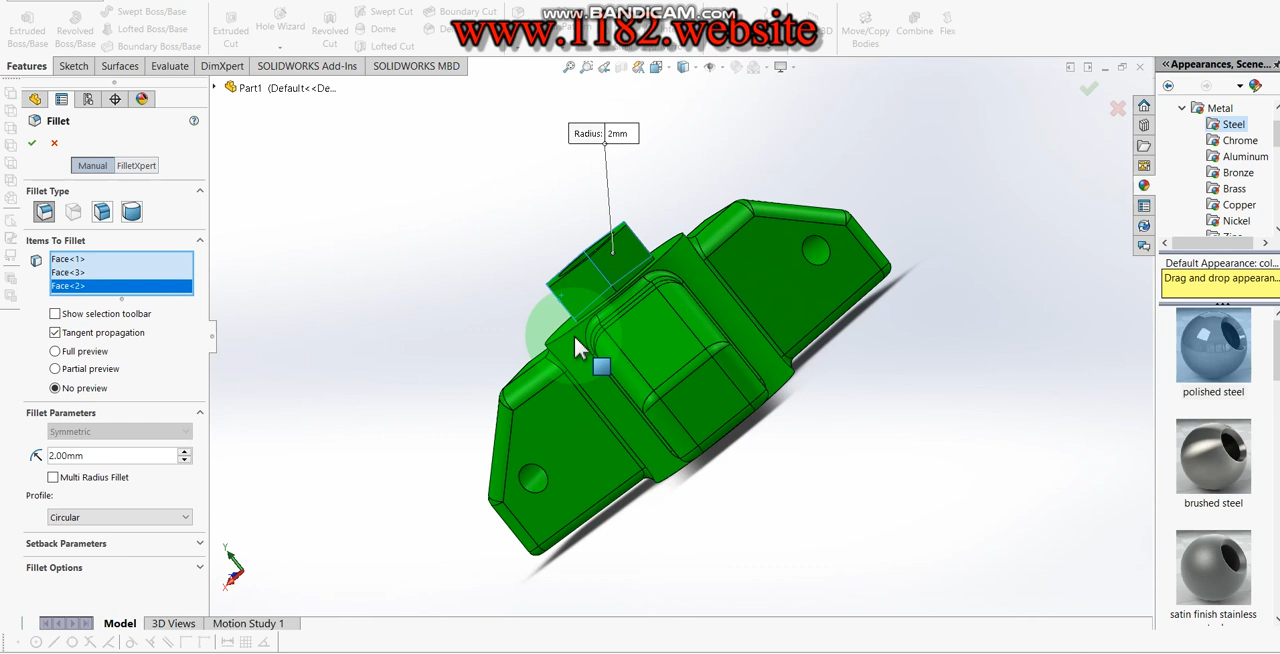 www.BANDICAM.com
www.1182.website
Extruded Boss/Base
Revolved Boss/Base
Swept Boss/Base
Lofted Boss/Base
Boundary Boss/Base
Extruded Cut
Hole Wizard
Revolved Cut
Swept Cut
Dome
Lofted Cut
Boundary Cut
Move/Copy Bodies
Combine
Flex
Features
Sketch
Surfaces
Evaluate
DimXpert
SOLIDWORKS Add-Ins
SOLIDWORKS MBD
Part1 (Default<<De...
Fillet
Manual
FilletXpert
Fillet Type
Items To Fillet
Face<1>
Face<3>
Face<2>
Show selection toolbar
Tangent propagation
Full preview
Partial preview
No preview
Fillet Parameters
Symmetric
2.00mm
Multi Radius Fillet
Profile:
Circular
Setback Parameters
Fillet Options
Radius: 2mm
Y
X
Model
3D Views
Motion Study 1
Appearances, Scene...
Metal
Steel
Chrome
Aluminum
Bronze
Brass
Copper
Nickel
Default Appearance: col...
Drag and drop appearan...
polished steel
brushed steel
satin finish stainless